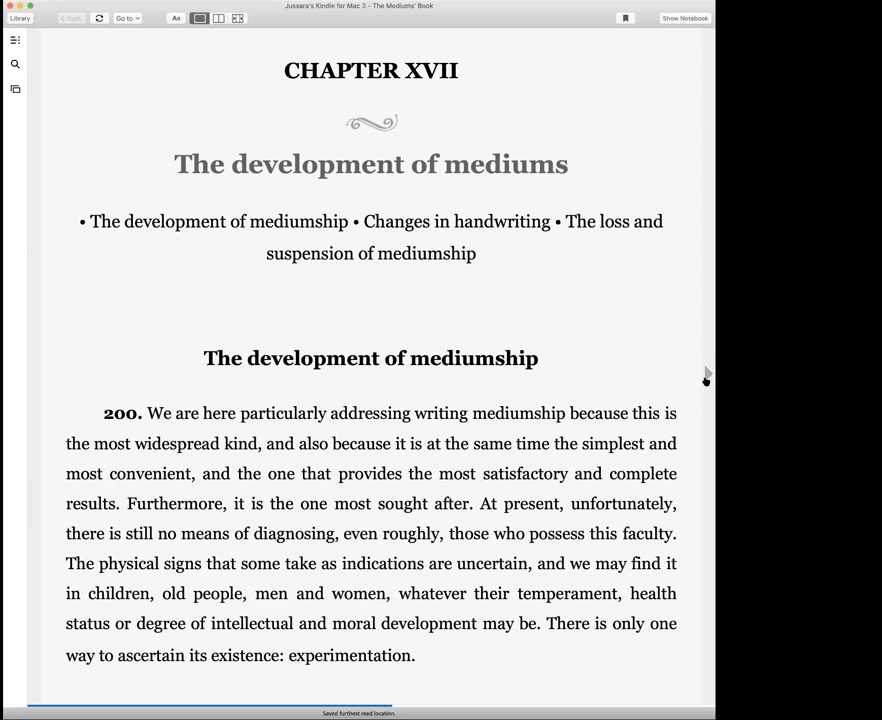 Jussara's Kindle for Mac 3 - The Mediums' Book
Library
Back
Go to
Aa
Show Notebook
CHAPTER XVII
The development of mediums
• The development of mediumship • Changes in handwriting • The loss and
suspension of mediumship
The development of mediumship
200. We are here particularly addressing writing mediumship because this is
the most widespread kind, and also because it is at the same time the simplest and
most convenient, and the one that provides the most satisfactory and complete
results. Furthermore, it is the one most sought after. At present, unfortunately,
there is still no means of diagnosing, even roughly, those who possess this faculty.
The physical signs that some take as indications are uncertain, and we may find it
in children, old people, men and women, whatever their temperament, health
status or degree of intellectual and moral development may be. There is only one
way to ascertain its existence: experimentation.
Saved furthest read location.